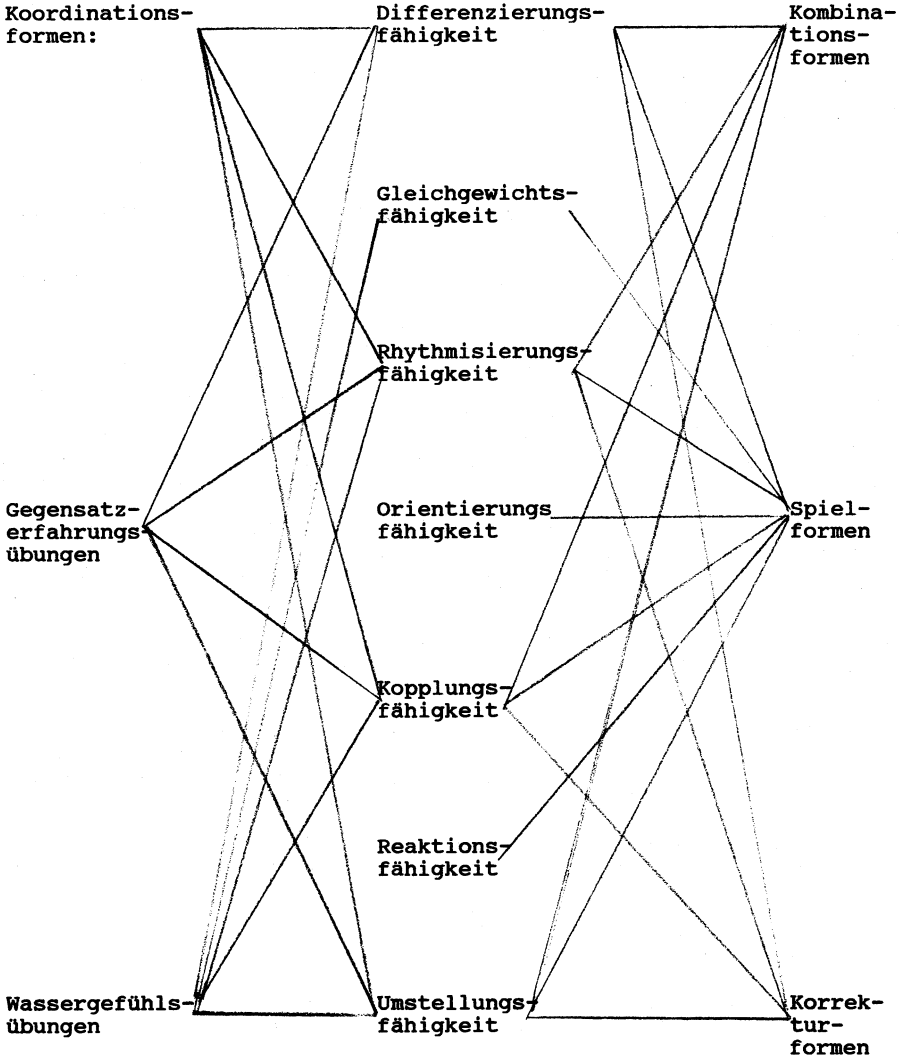 Koordinations-
formen:
Differenzierungs-
fähigkeit
Kombina-
tions-
formen
Gleichgewichts-
fähigkeit
Rhythmisierungs-
fähigkeit
Gegensatz-
erfahrungs-
übungen
Orientierungs
fähigkeit
Spiel-
formen
Kopplungs-
fähigkeit
Reaktions-
fähigkeit
Wassergefühls-
übungen
Umstellungs-
fähigkeit
Korrek-
tur-
formen